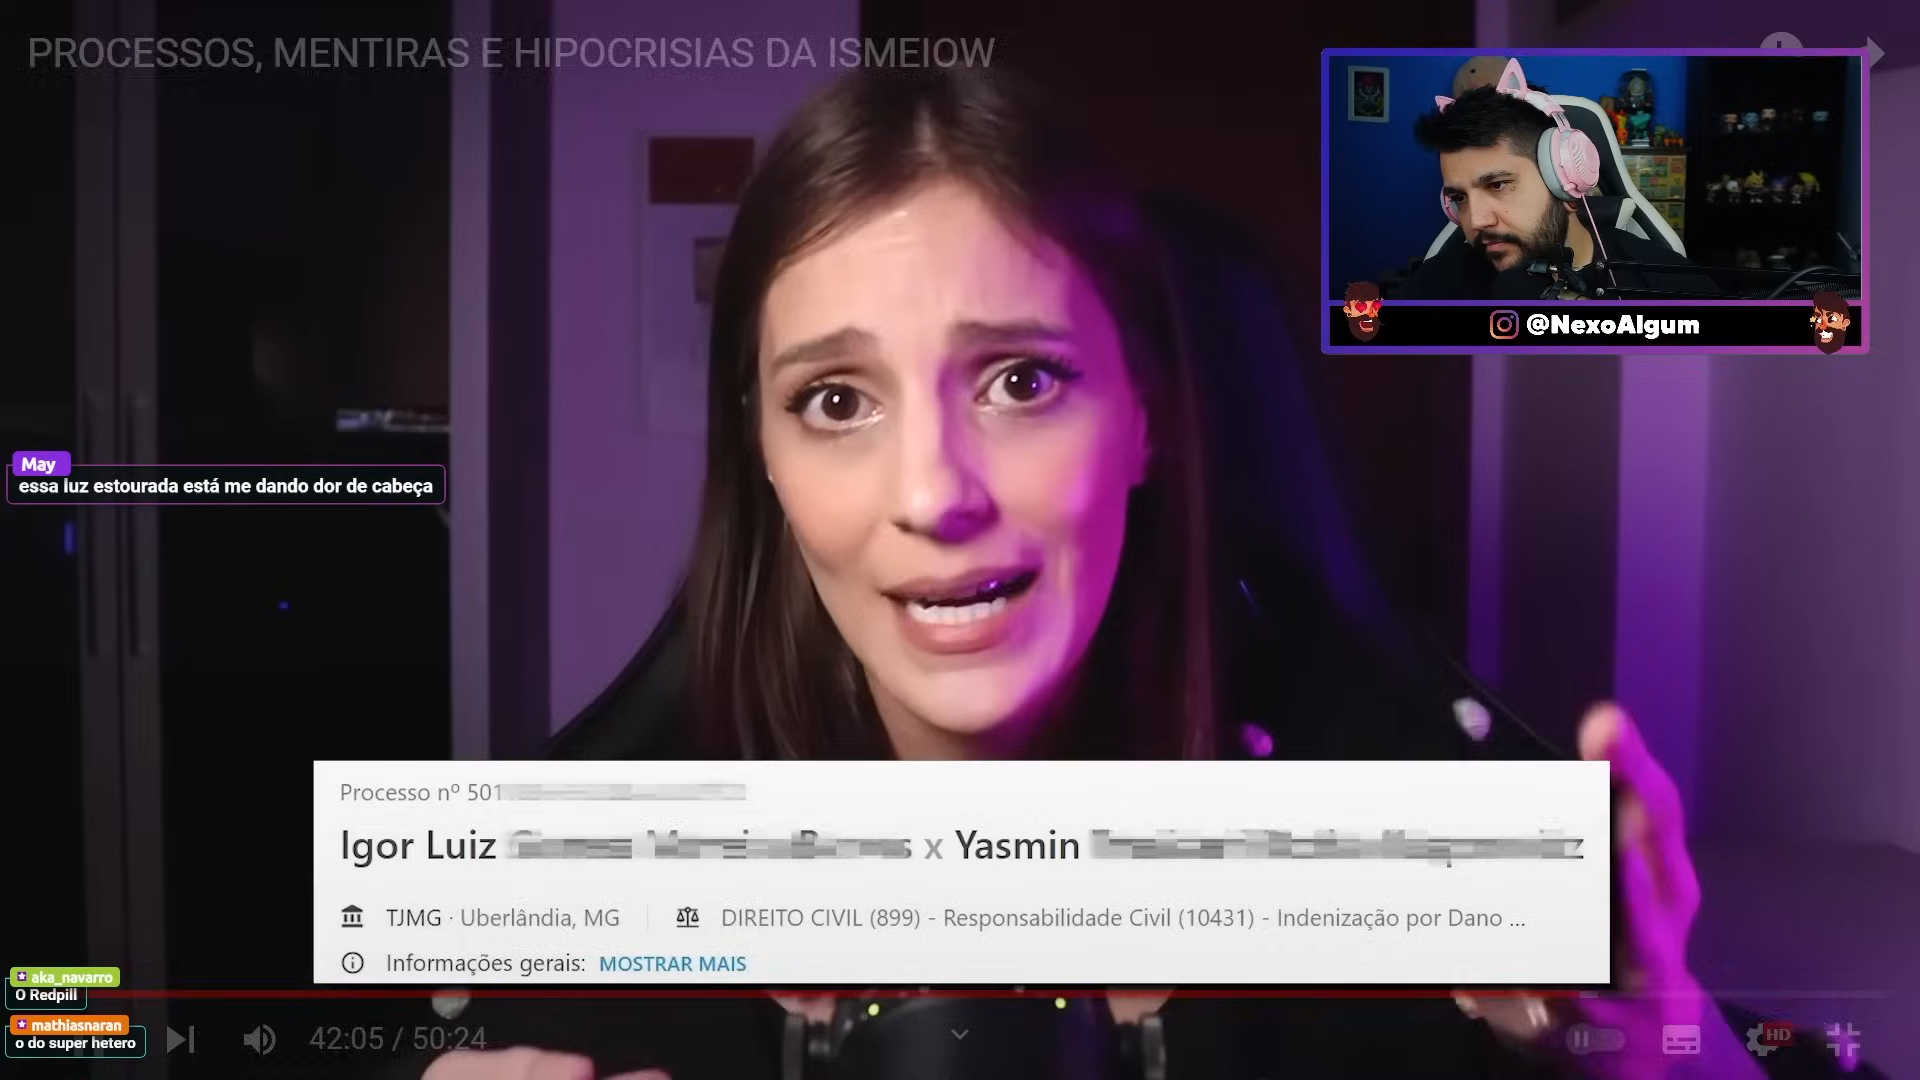 PROCESSOS, MENTIRAS E HIPOCRISIAS DA ISMEIOW
@NexoAlgum
May
essa luz estourada está me dando dor de cabeça
Processo nº 501
Igor Luiz x Yasmin
TJMG · Uberlândia, MG
DIREITO CIVIL (899) - Responsabilidade Civil (10431) - Indenização por Dano ...
Informações gerais: MOSTRAR MAIS
aka_navarro
O Redpill
mathiasnaran
o do super hetero
42:05 / 50:24
HD